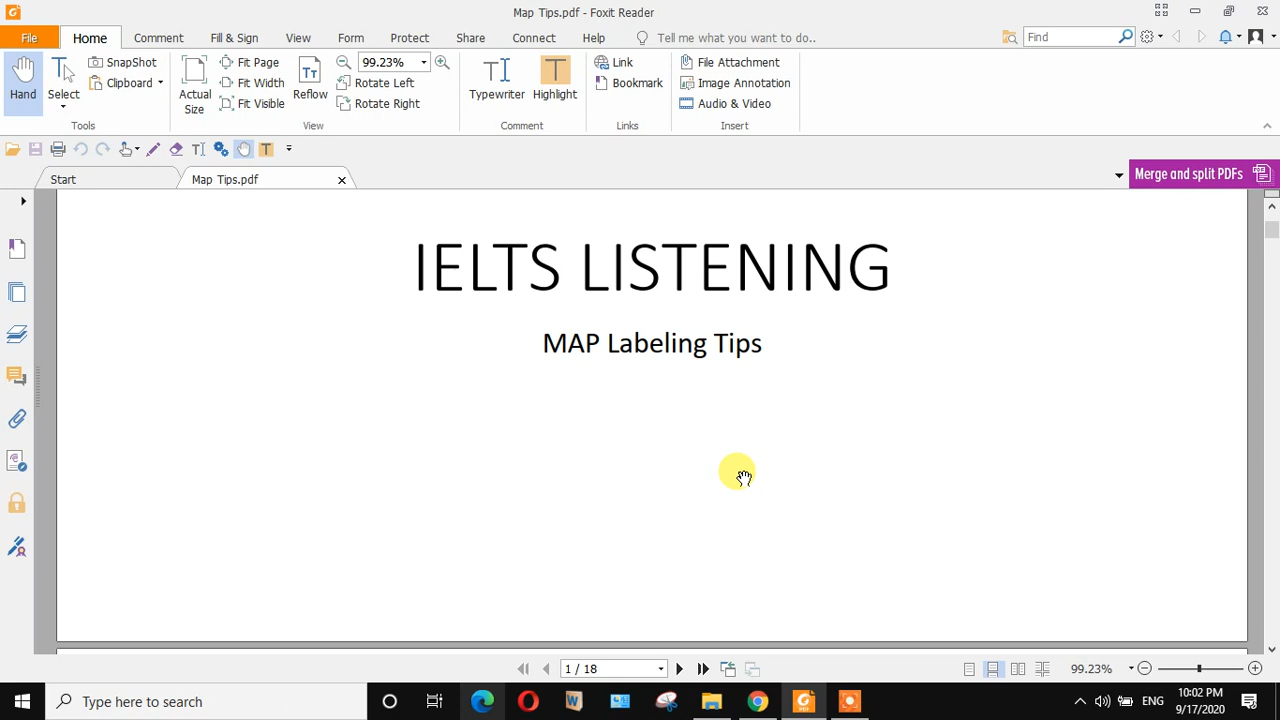 Map Tips.pdf - Foxit Reader
File Home Comment Fill & Sign View Form Protect Share Connect Help Tell me what you want to do.. Find
Hand
Select
SnapShot
Clipboard
Tools
Actual Size
Fit Page
Fit Width
Fit Visible
Reflow
99.23%
Rotate Left
Rotate Right
View
Typewriter
Highlight
Comment
Link
Bookmark
Links
File Attachment
Image Annotation
Audio & Video
Insert
Start
Map Tips.pdf
Merge and split PDFs
IELTS LISTENING
MAP Labeling Tips
1 / 18
99.23%
Type here to search
ENG
10:02 PM
9/17/2020